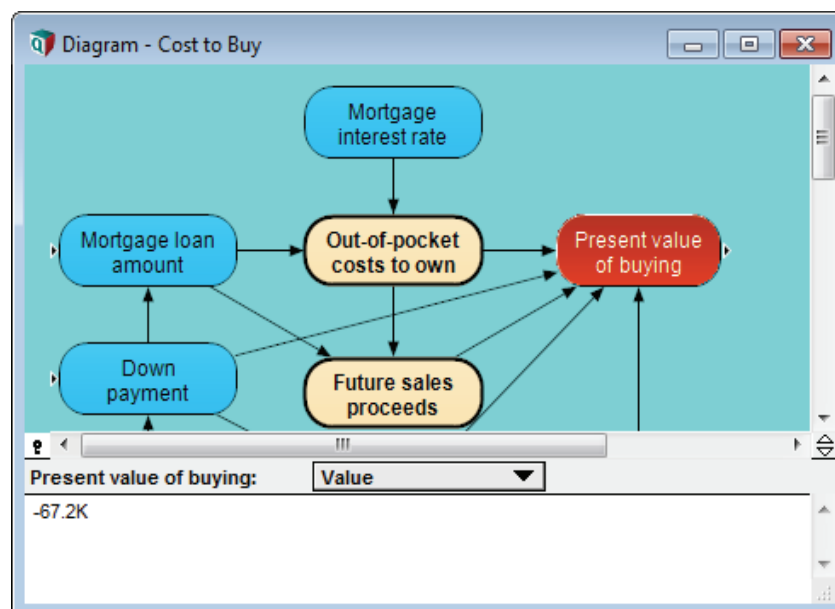 Diagram - Cost to Buy
Mortgage
interest rate
Mortgage loan
amount
Out-of-pocket
costs to own
Present value
of buying
Down
payment
Future sales
proceeds
Present value of buying:
Value
-67.2K